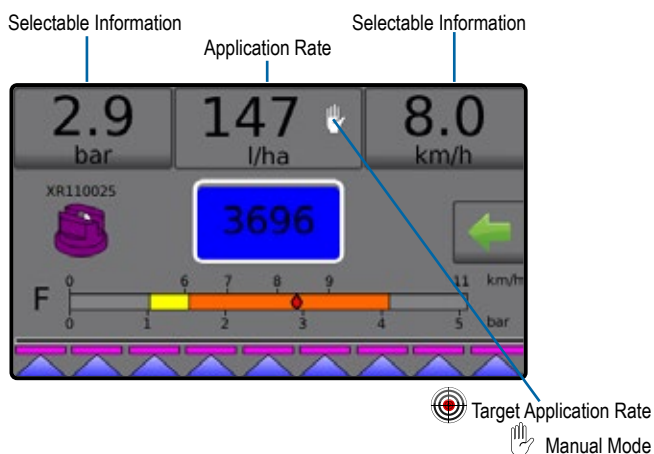 Selectable Information
Selectable Information
Application Rate
2.9
bar
147
l/ha
8.0
km/h
XR110025
3696
0 6 7 8 9 11 km/h
F
0 1 2 3 4 5 bar
Target Application Rate
Manual Mode